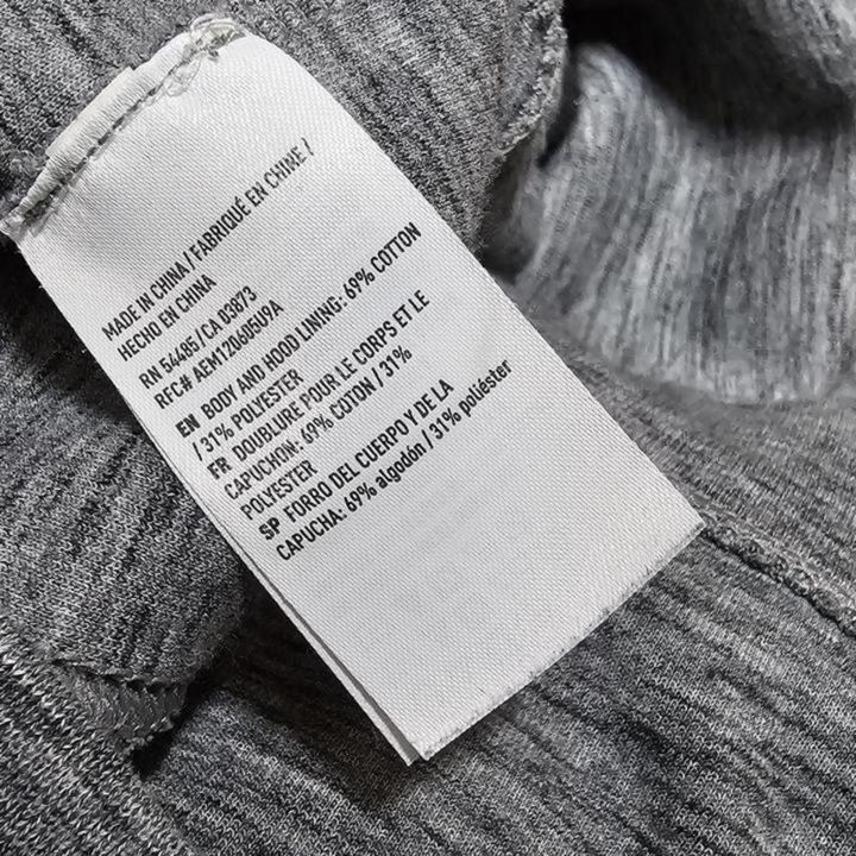 MADE IN CHINA / FABRIQUÉ EN CHINE /
HECHO EN CHINA
RN 54485 / CA 03873
RFC# AEM120605U9A
EN BODY AND HOOD LINING: 69% COTTON
/ 31% POLYESTER
FR DOUBLURE POUR LE CORPS ET LE
CAPUCHON: 69% COTON / 31%
POLYESTER
SP FORRO DEL CUERPO Y DE LA
CAPUCHA: 69% algodón / 31% poliéster